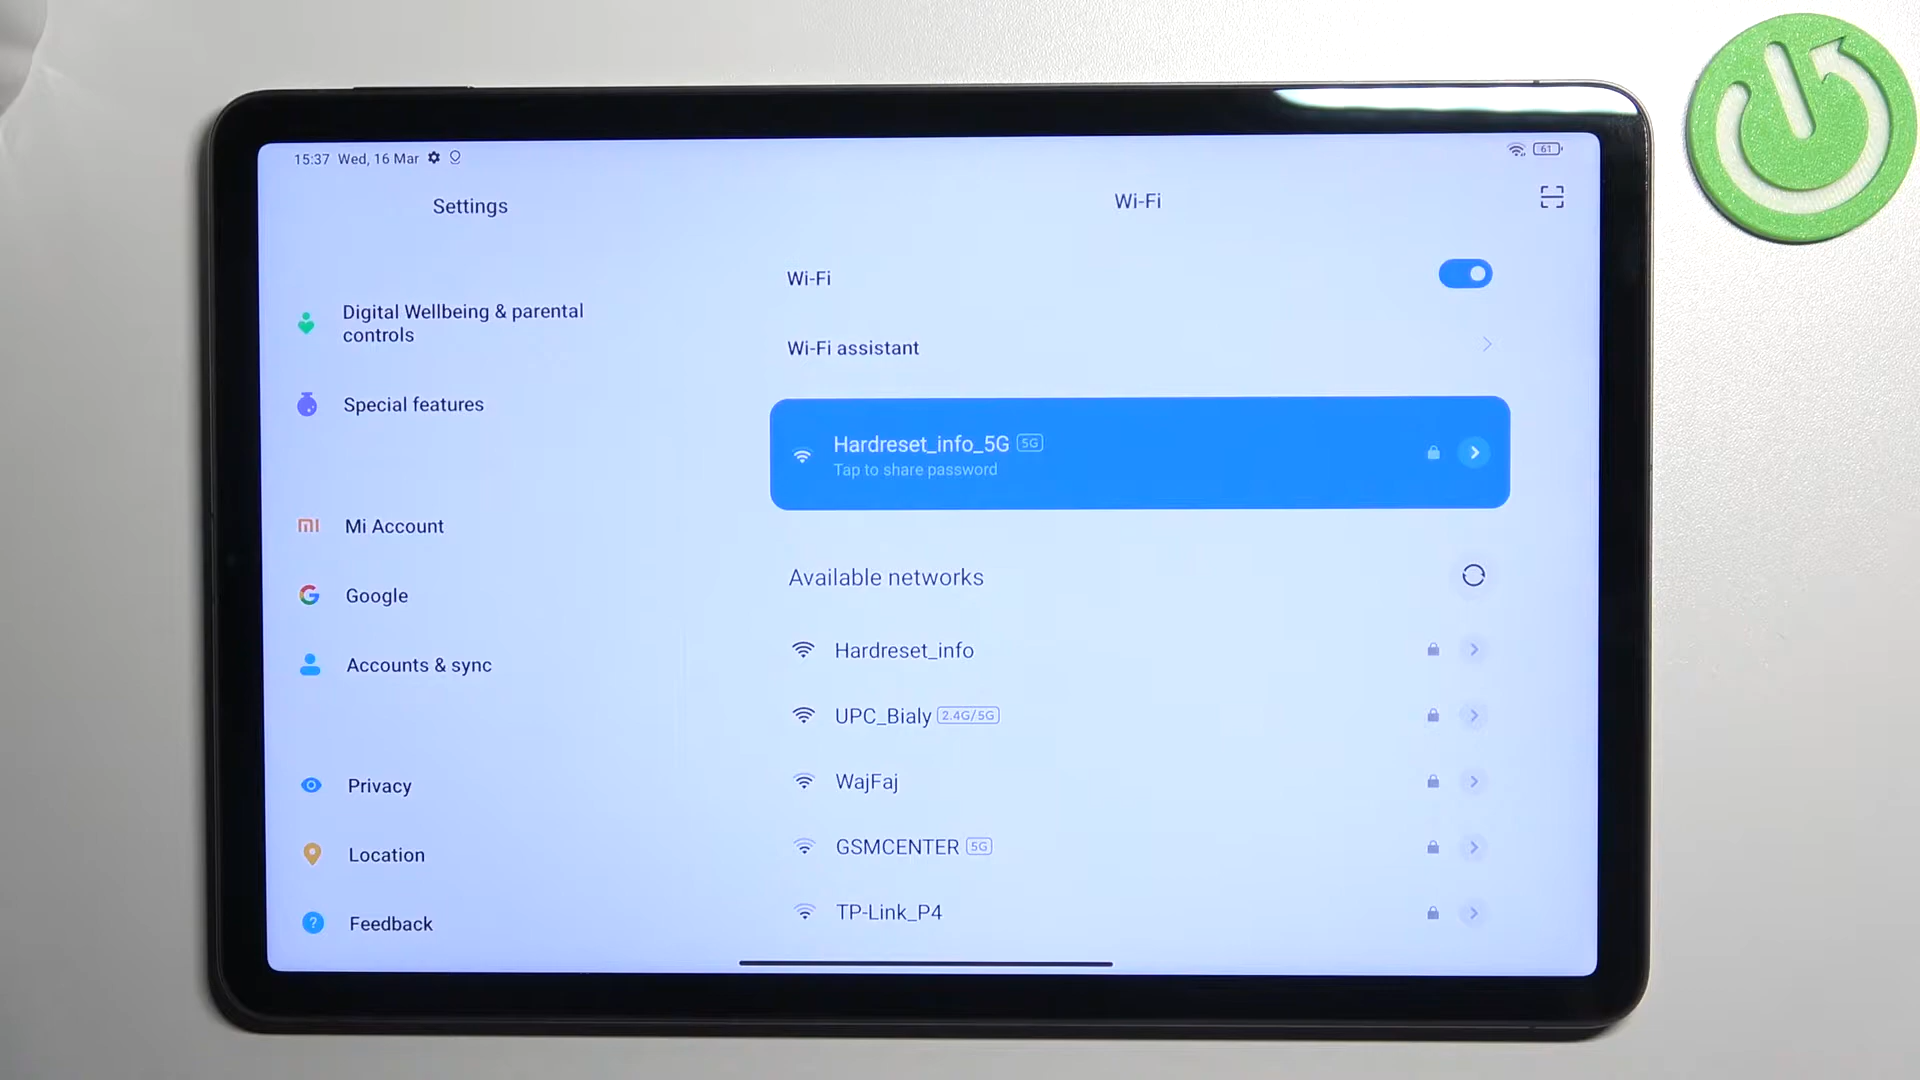 15:37 Wed, 16 Mar
61
Settings
Digital Wellbeing & parental
controls
Special features
mi Mi Account
Google
Accounts & sync
Privacy
Location
? Feedback
Wi-Fi
Wi-Fi
Wi-Fi assistant
Hardreset_info_5G 5G
Tap to share password
Available networks
Hardreset_info
UPC_Bialy 2.4G/5G
WajFaj
GSMCENTER 5G
TP-Link_P4